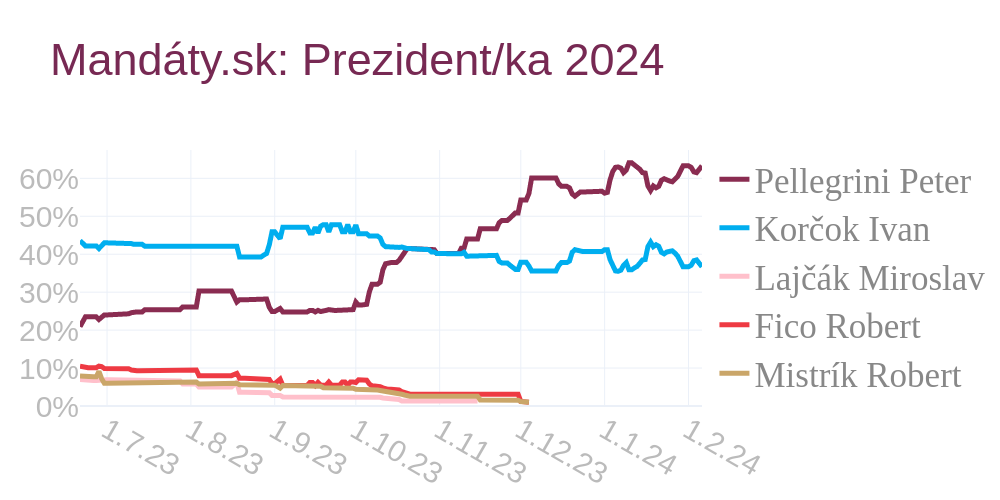 Mandáty.sk: Prezident/ka 2024
60%
50%
40%
30%
20%
10%
0%
1.7.23
1.8.23
1.9.23
1.10.23
1.11.23
1.12.23
1.1.24
1.2.24
Pellegrini Peter
Korčok Ivan
Lajčák Miroslav
Fico Robert
Mistrík Robert